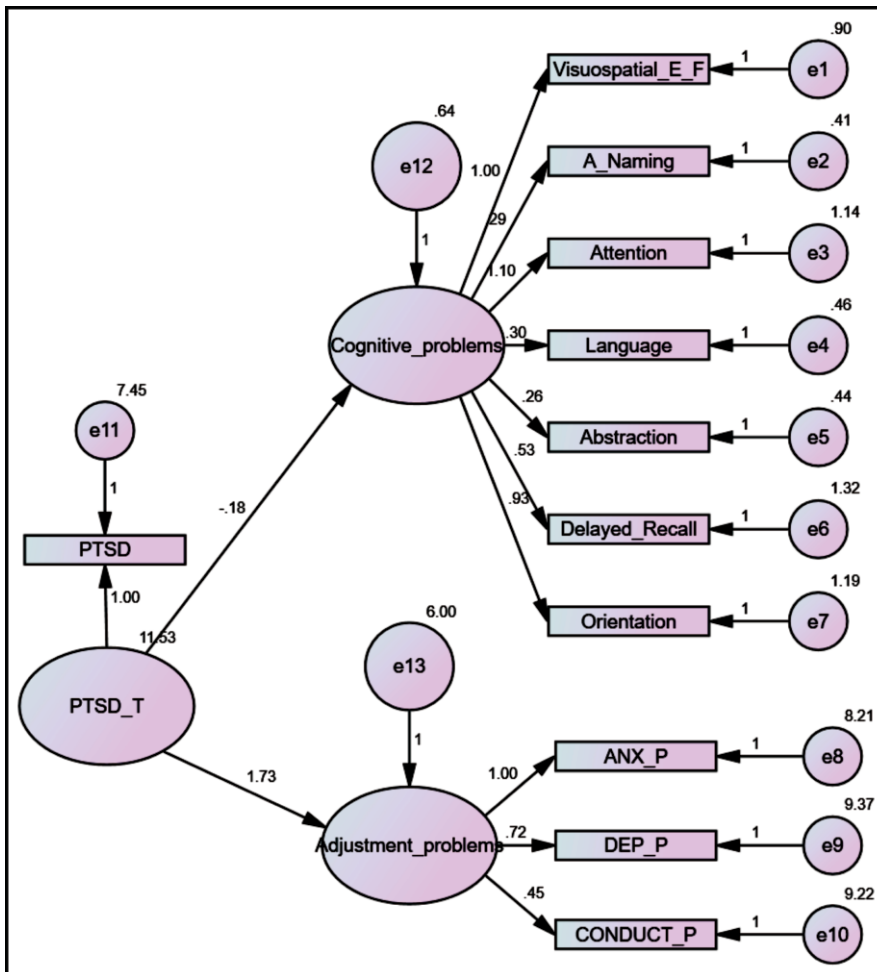 .90
Visuospatial_E_F
1
e1
.64
e12
1
1.00
.41
A_Naming
1
e2
.29
1.14
Attention
1
e3
1.10
.46
Cognitive_problems
.30
Language
1
e4
.26
.44
Abstraction
1
e5
.53
1.32
Delayed_Recall
1
e6
.93
1.19
Orientation
1
e7
7.45
e11
1
PTSD
1.00
-.18
11.53
PTSD_T
1.73
6.00
e13
1
8.21
1.00
ANX_P
1
e8
9.37
Adjustment_problems
.72
DEP_P
1
e9
.45
9.22
CONDUCT_P
1
e10